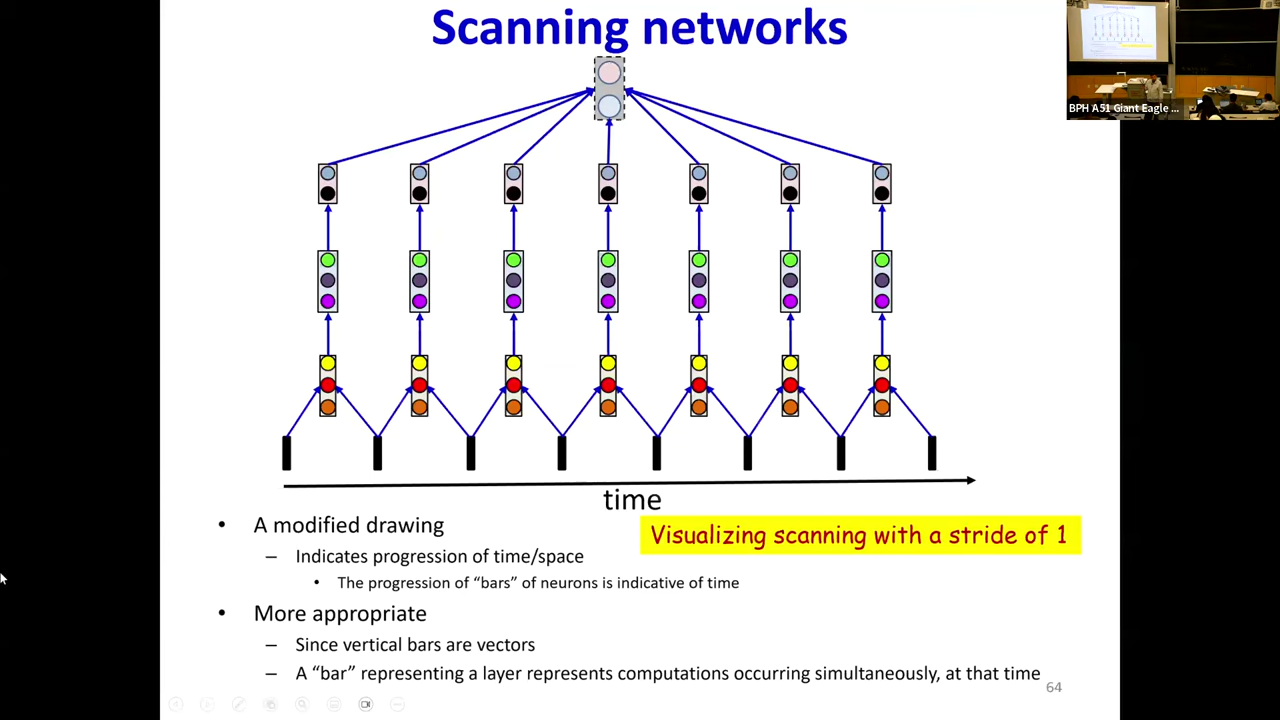 Scanning networks
BPH A51 Giant Eagle ...
time
Visualizing scanning with a stride of 1
• A modified drawing
– Indicates progression of time/space
• The progression of “bars” of neurons is indicative of time
• More appropriate
– Since vertical bars are vectors
– A “bar” representing a layer represents computations occurring simultaneously, at that time
64